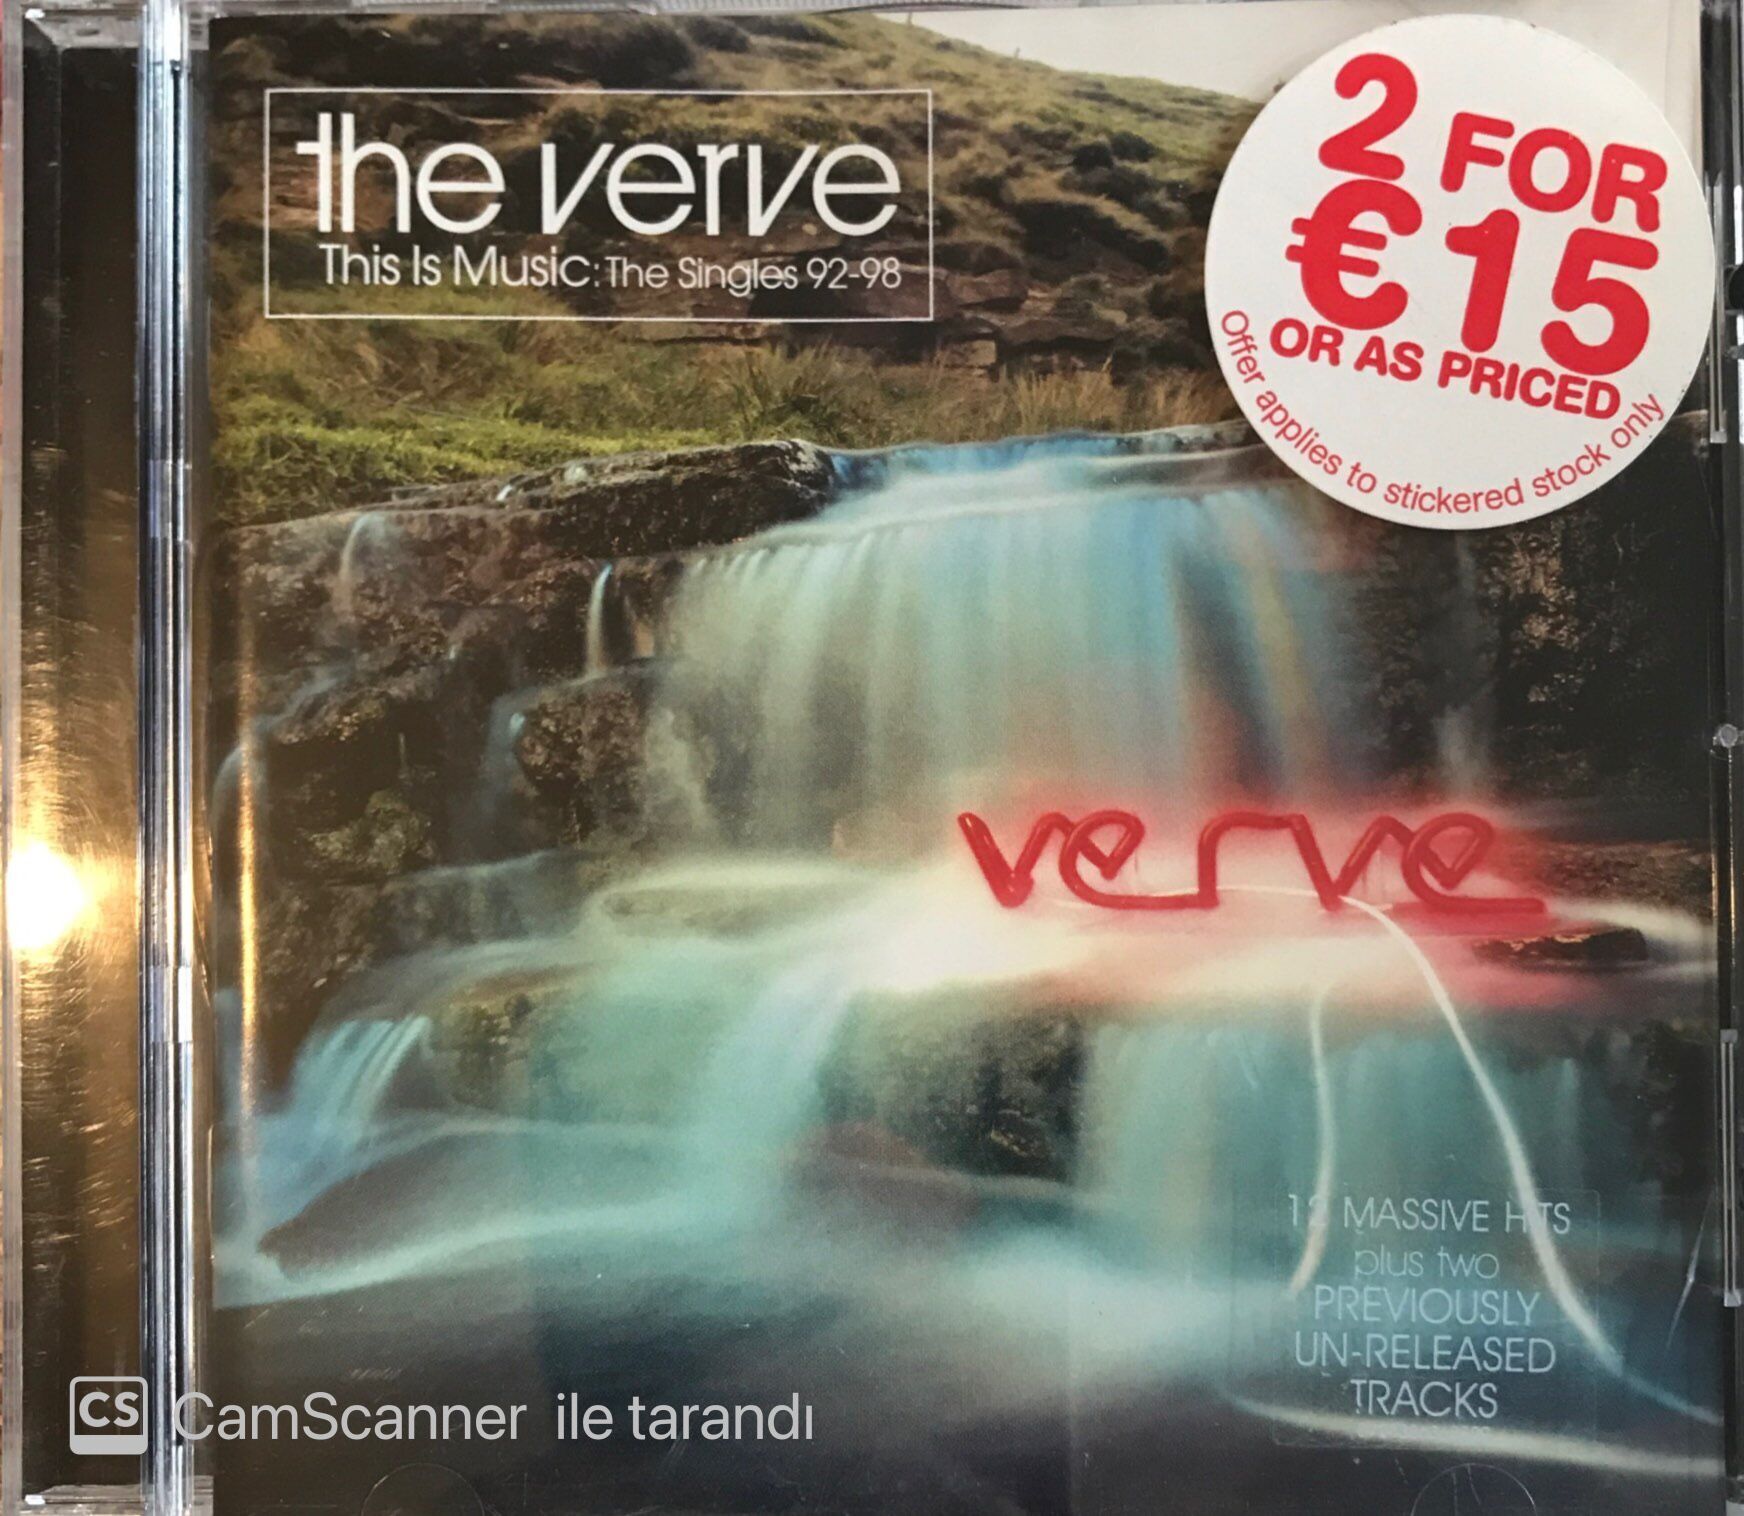 the verve
This Is Music: The Singles 92-98
2 FOR
€15
OR AS PRICED
Offer applies to stickered stock only
verve
12 MASSIVE HITS
plus two
PREVIOUSLY
UN-RELEASED
TRACKS
CS CamScanner ile tarandı